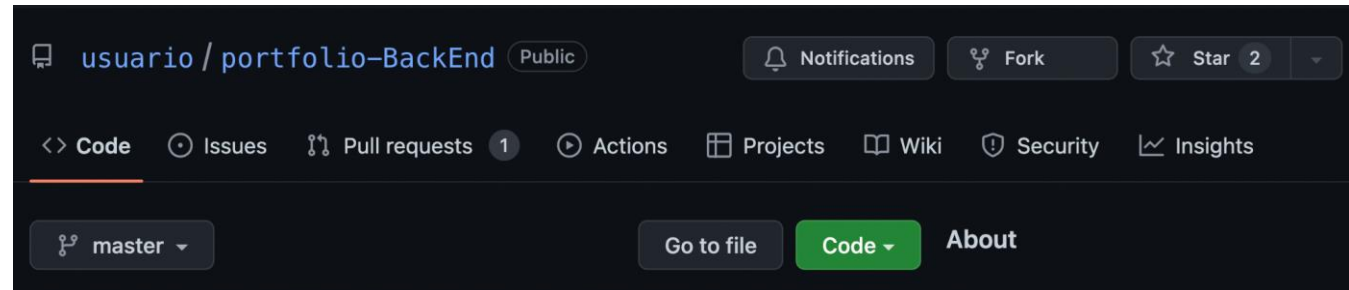 usuario / portfolio-BackEnd Public Notifications Fork Star 2
<> Code Issues Pull requests 1 Actions Projects Wiki Security Insights
master Go to file Code About